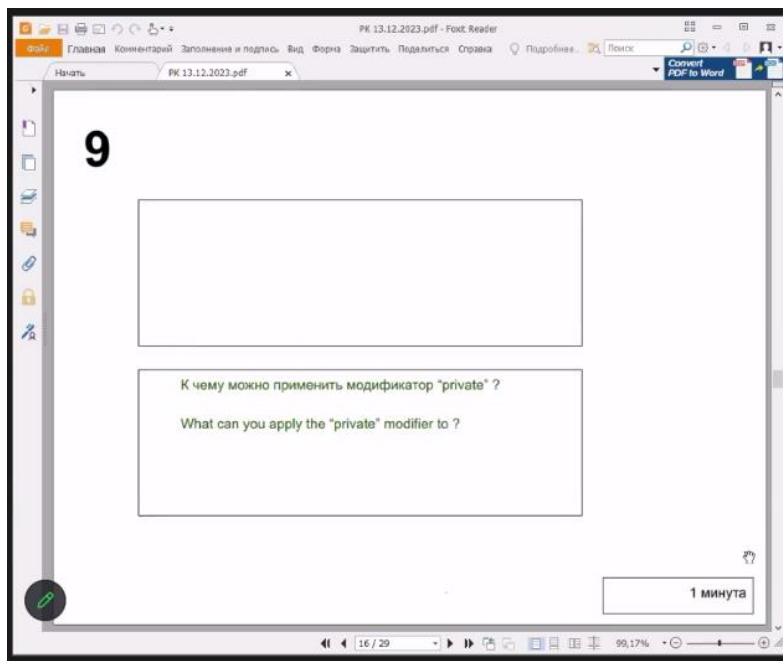 РК 13.12.2023.pdf - Foxit Reader
Файл Главная Комментарий Заполнение и подпись Вид Форма Защитить Поделиться Справка Подробнее.. Поиск
Начать РК 13.12.2023.pdf
Convert
PDF to Word
9
К чему можно применить модификатор “private” ?
What can you apply the “private” modifier to ?
1 минута
16 / 29 99,17%